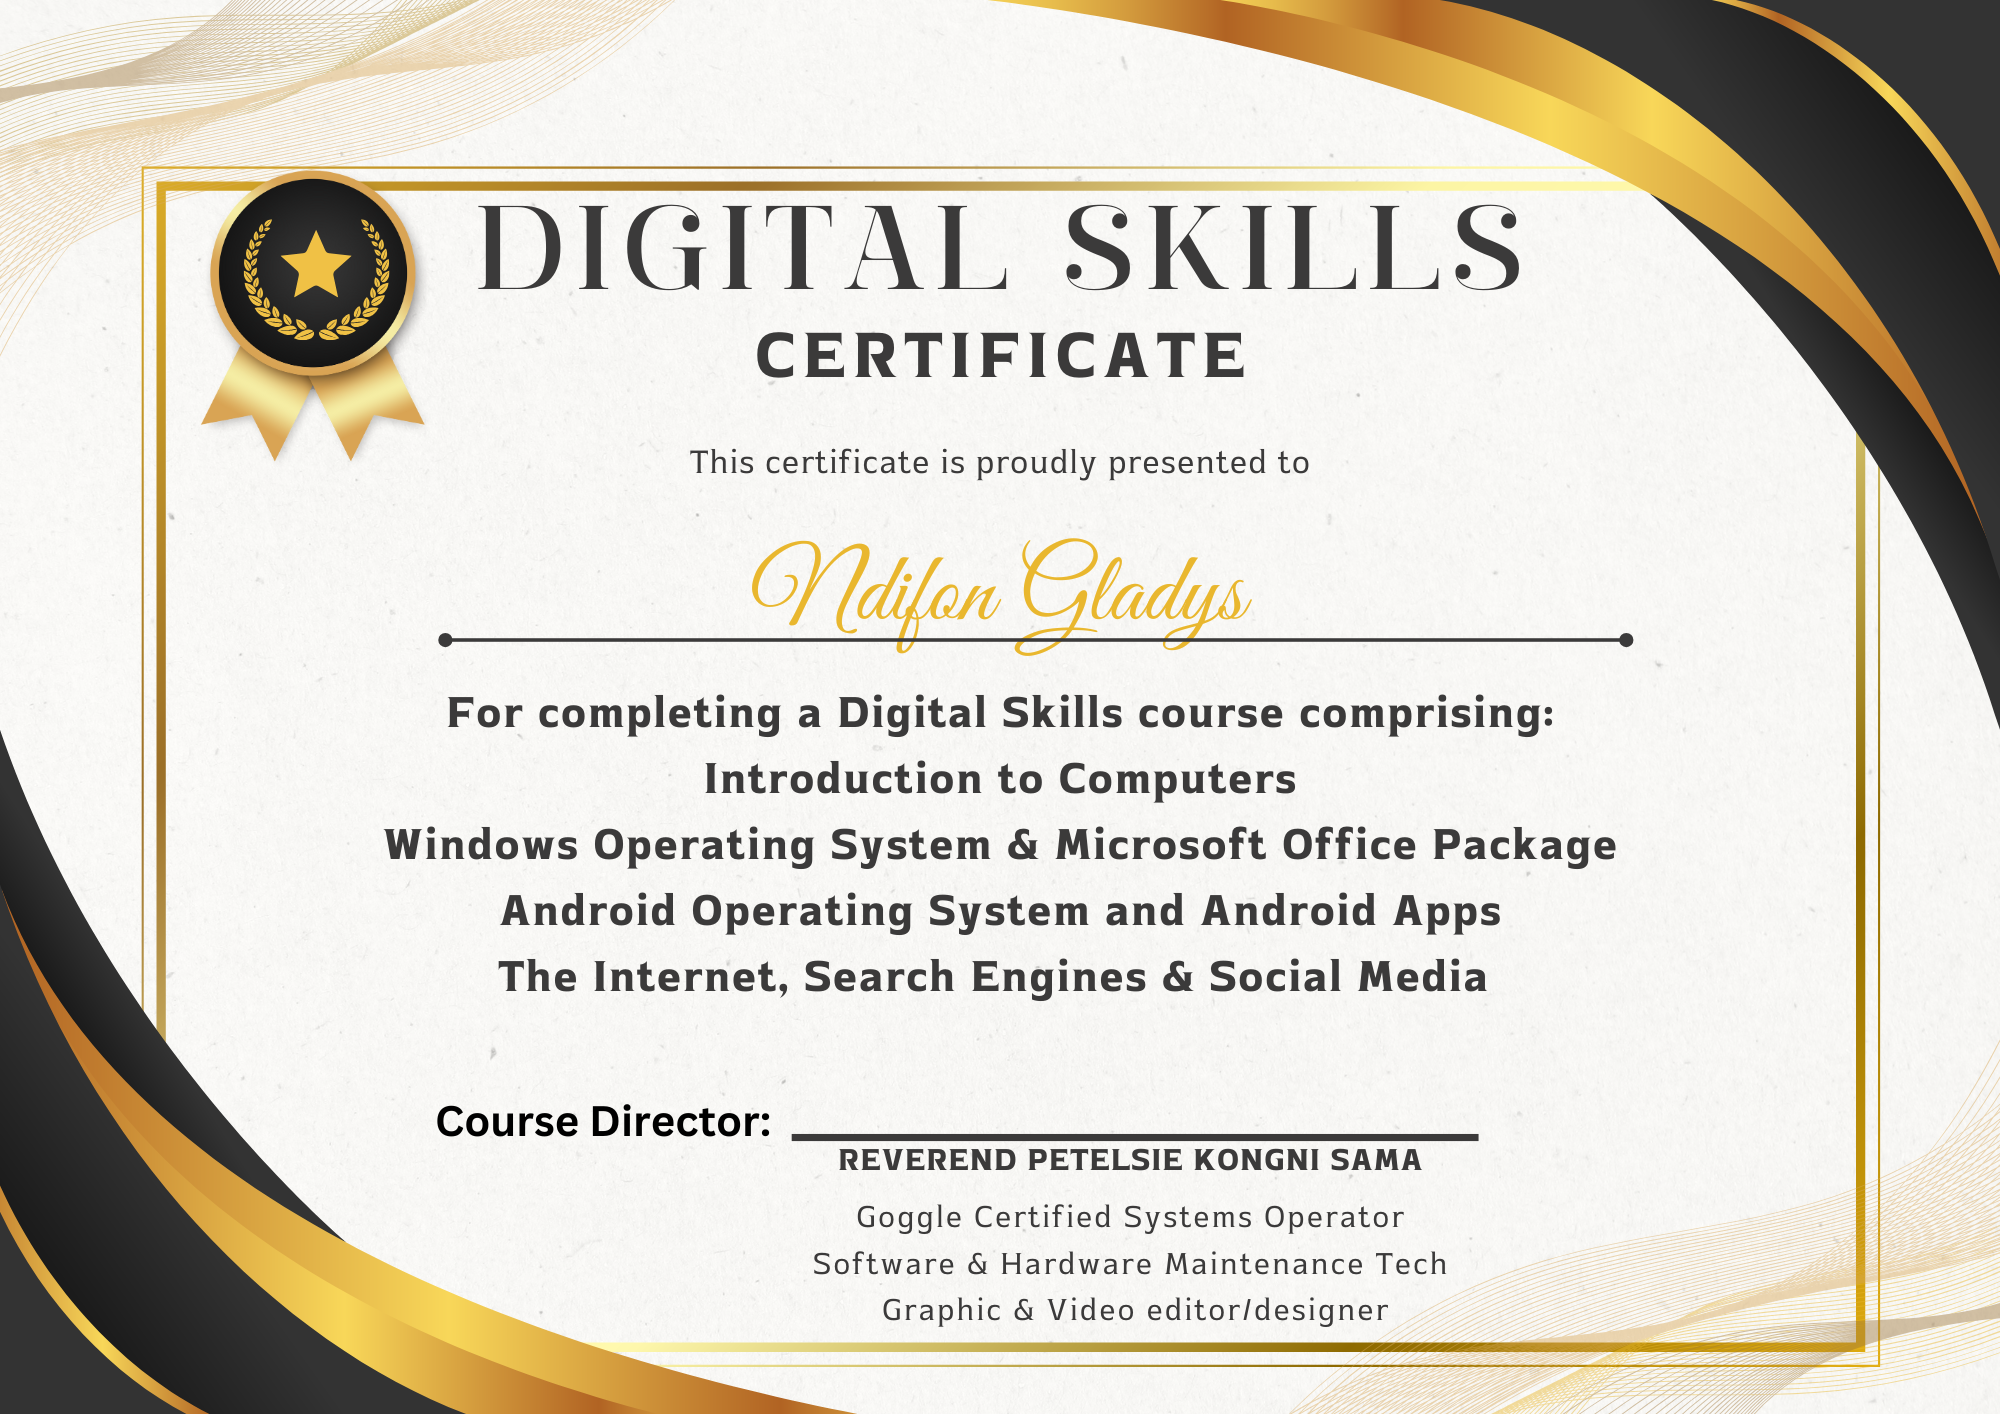 DIGITAL SKILLS
CERTIFICATE
This certificate is proudly presented to
Ndifon Gladys
For completing a Digital Skills course comprising:
Introduction to Computers
Windows Operating System & Microsoft Office Package
Android Operating System and Android Apps
The Internet, Search Engines & Social Media
Course Director:
REVEREND PETELSIE KONGNI SAMA
Goggle Certified Systems Operator
Software & Hardware Maintenance Tech
Graphic & Video editor/designer